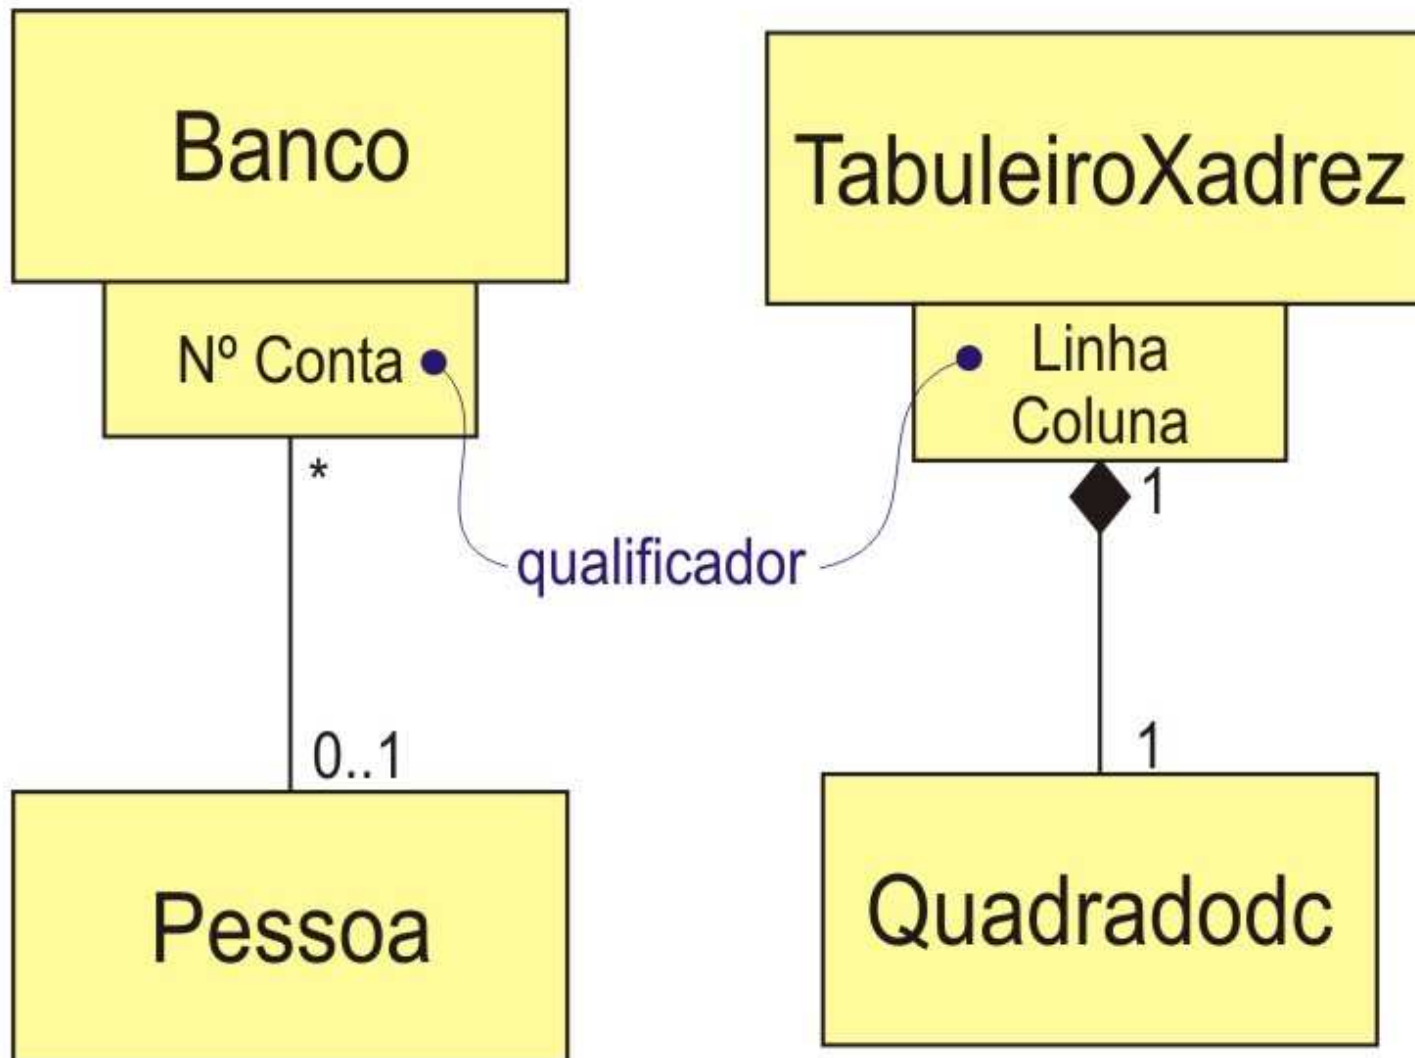 Banco
Nº Conta
*
0..1
Pessoa
qualificador
TabuleiroXadrez
Linha
Coluna
1
1
Quadradodc